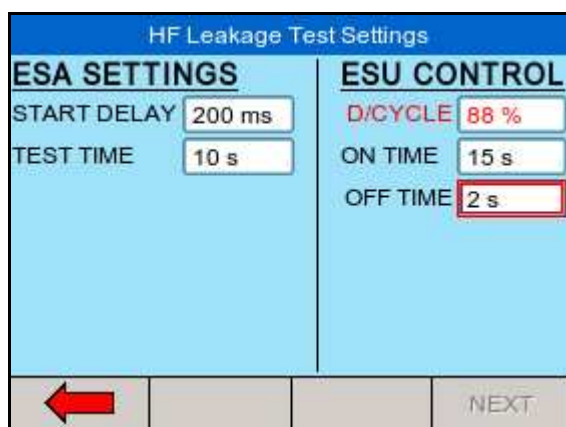 HF Leakage Test Settings
ESA SETTINGS
START DELAY 200 ms
TEST TIME 10 s
ESU CONTROL
D/CYCLE 88 %
ON TIME 15 s
OFF TIME 2 s
NEXT